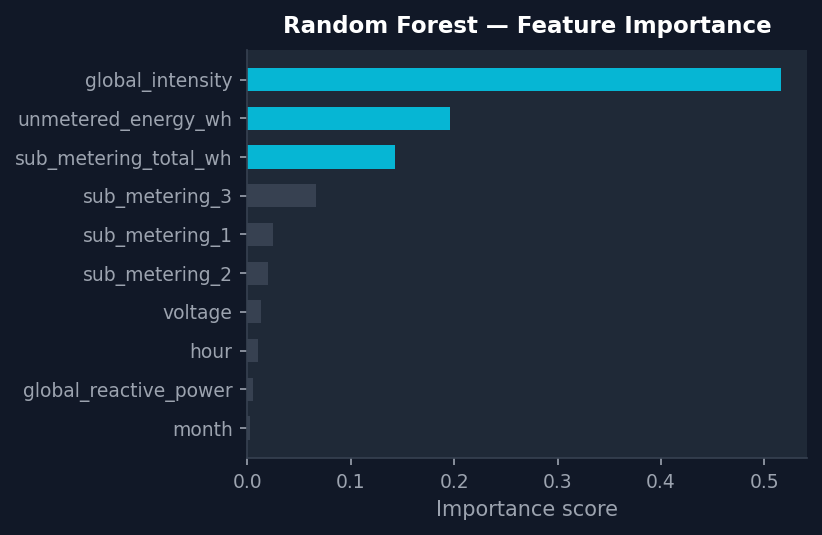 Random Forest — Feature Importance
global_intensity
unmetered_energy_wh
sub_metering_total_wh
sub_metering_3
sub_metering_1
sub_metering_2
voltage
hour
global_reactive_power
month
0.0 0.1 0.2 0.3 0.4 0.5
Importance score